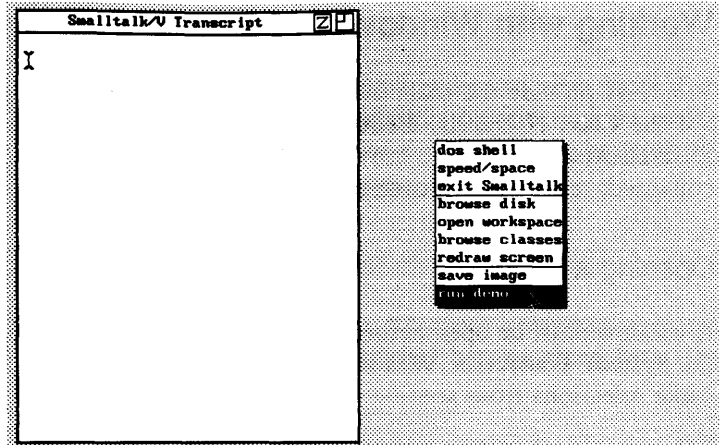 Smalltalk/V Transcript
dos shell
speed/space
exit Smalltalk
browse disk
open workspace
browse classes
redraw screen
save image
run demo